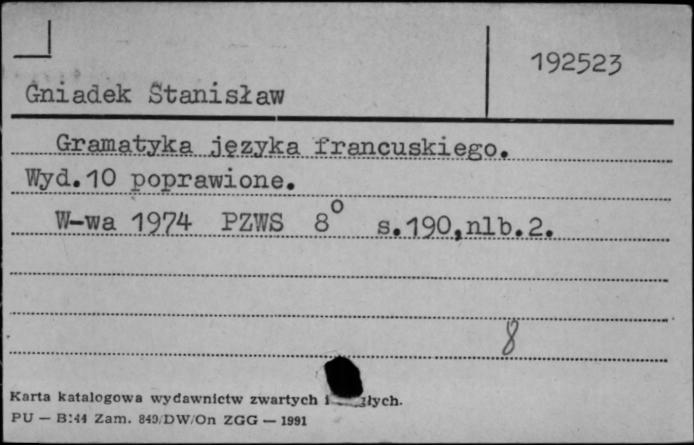 192523
Gniadek Stanisław
Gramatyka języka francuskiego.
Wyd.10 poprawione.
W-wa 1974 PZWS 8° s.190,nlb.2.
8
Karta katalogowa wydawnictw zwartych i
PU — B:44 Zam. 849/DW/On ZGG — 1991